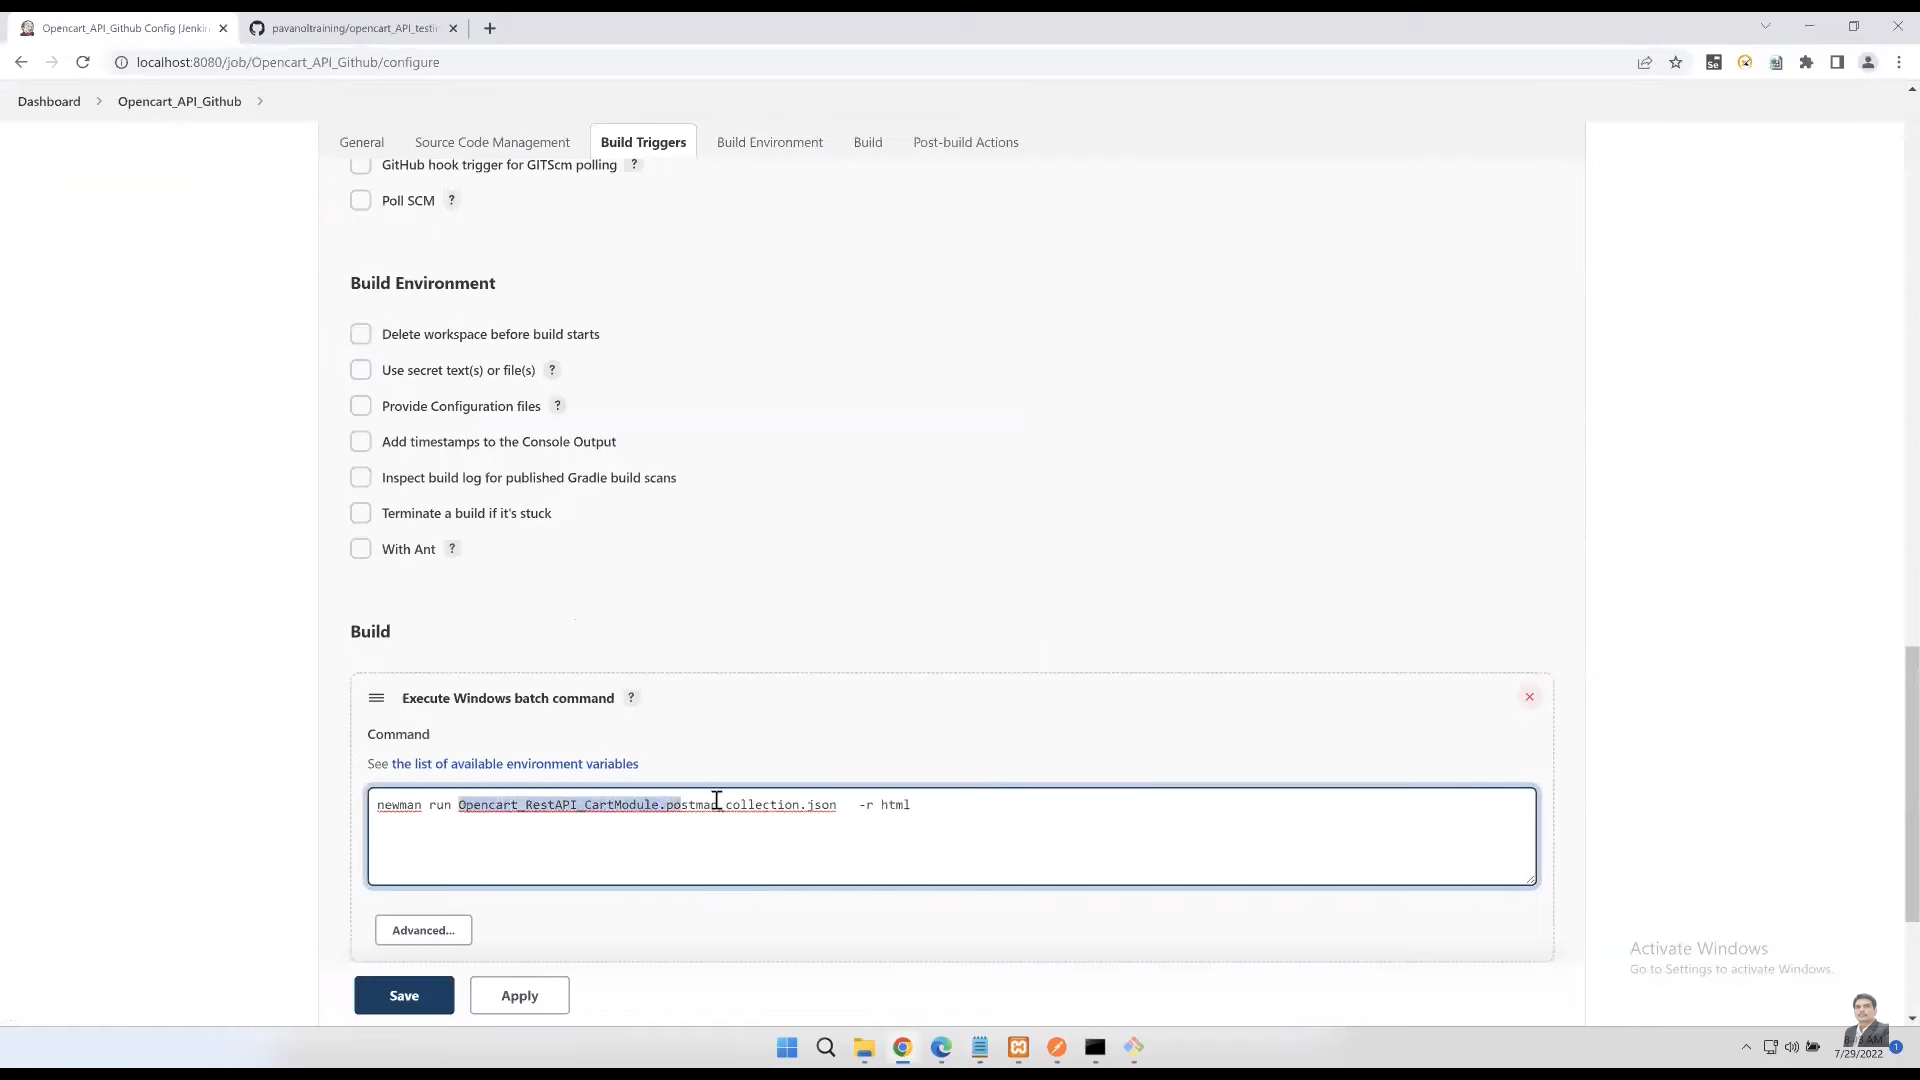 Opencart_API_Github Config [Jenkin
pavanoltraining/opencart_API_testin
localhost:8080/job/Opencart_API_Github/configure
Dashboard
Opencart_API_Github
General
Source Code Management
Build Triggers
Build Environment
Build
Post-build Actions
GitHub hook trigger for GITScm polling ?
Poll SCM ?
Build Environment
Delete workspace before build starts
Use secret text(s) or file(s) ?
Provide Configuration files ?
Add timestamps to the Console Output
Inspect build log for published Gradle build scans
Terminate a build if it's stuck
With Ant ?
Build
Execute Windows batch command ?
Command
See the list of available environment variables
newman run Opencart_RestAPI_CartModule.postman_collection.json -r html
Advanced...
Save
Apply
Activate Windows
Go to Settings to activate Windows.
7/29/2022
1